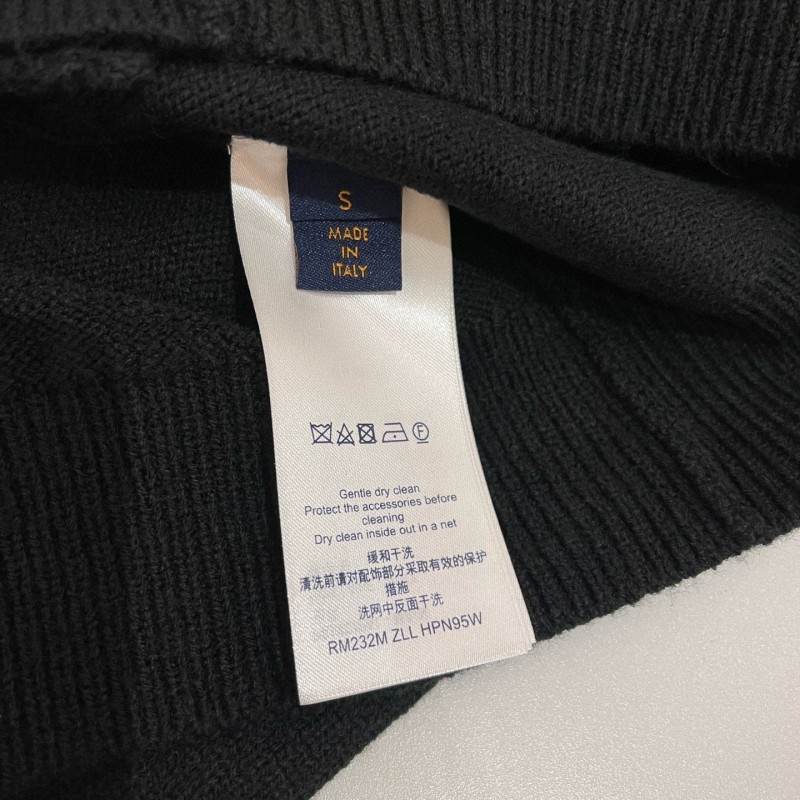 S
MADE
IN
ITALY
F
Gentle dry clean
Protect the accessories before
cleaning
Dry clean inside out in a net
缓和干洗
清洗前请对配饰部分采取有效的保护
措施
洗网中反面干洗
RM232M ZLL HPN95W